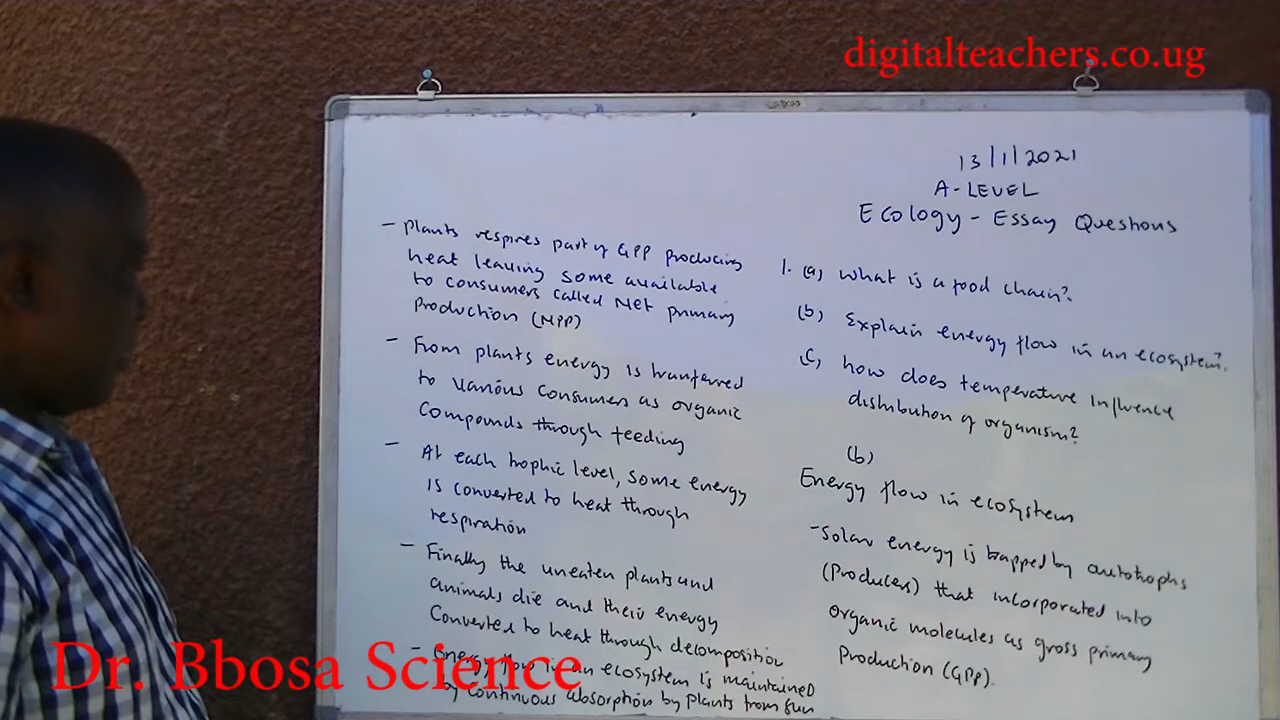 digitalteachers.co.ug
13/1/2021
A-LEVEL
Ecology - Essay Questions
1. (a) What is a food chain?
(b) Explain energy flow in an ecosystem?
(c) how does temperature influence
distribution of organism?
(b)
Energy flow in ecosystem
- Solar energy is trapped by autotrophs
(Producers) that incorporated into
organic molecules as gross primary
Production (GPP).
- Plants respires part of GPP producing
heat leaving some available
to consumers called Net primary
Production (NPP)
- From plants energy is transferred
to various consumers as organic
Compounds through feeding
- At each trophic level, some energy
is converted to heat through
respiration
- Finally the uneaten plants and
animals die and their energy
Converted to heat through decomposition
- Energy flow in an ecosystem is maintained
by continuous absorption by plants from sun
Dr. Bbosa Science